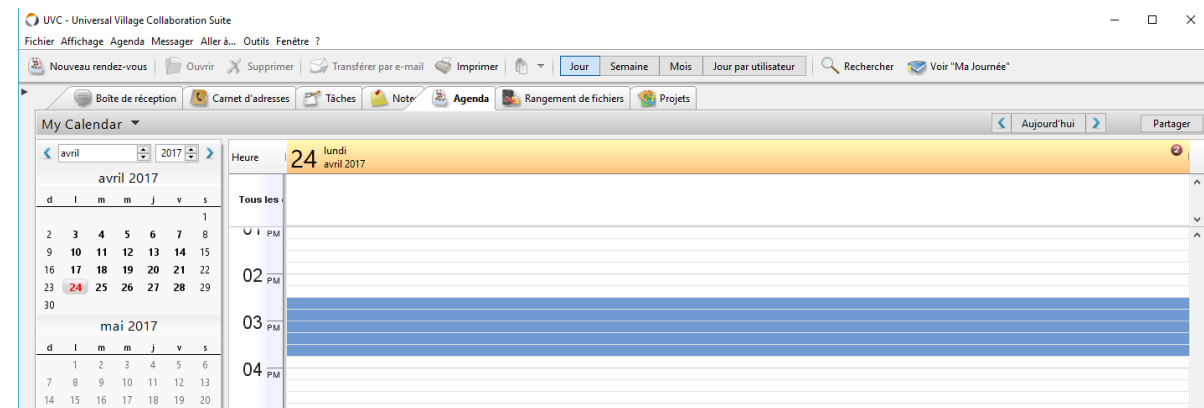 UVC - Universal Village Collaboration Suite
Fichier Affichage Agenda Messager Aller à... Outils Fenêtre ?
Nouveau rendez-vous Ouvrir Supprimer Transférer par e-mail Imprimer Jour Semaine Mois Jour par utilisateur Rechercher Voir "Ma Journée"
Boîte de réception Carnet d'adresses Tâches Note Agenda Rangement de fichiers Projets
My Calendar Aujourd'hui Partager
avril 2017
avril 2017
d l m m j v s
1
2 3 4 5 6 7 8
9 10 11 12 13 14 15
16 17 18 19 20 21 22
23 24 25 26 27 28 29
30
mai 2017
d l m m j v s
1 2 3 4 5 6
7 8 9 10 11 12 13
14 15 16 17 18 19 20
Heure 24 lundi
avril 2017 2
Tous les
01 PM
02 PM
03 PM
04 PM